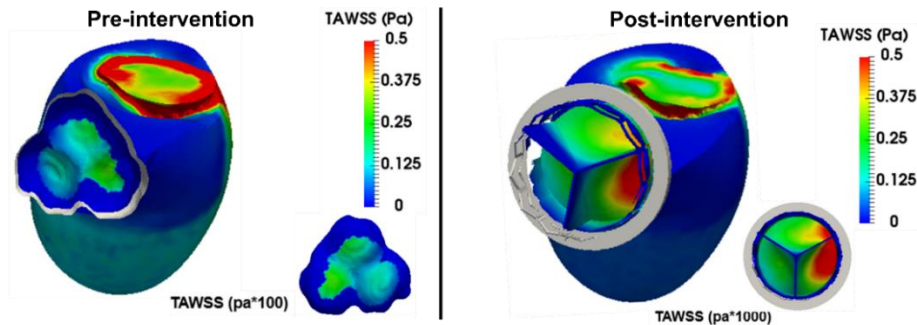 Pre-intervention
TAWSS (Pa)
0.5
0.375
0.25
0.125
0
TAWSS (pa*100)
Post-intervention
TAWSS (Pa)
0.5
0.375
0.25
0.125
0
TAWSS (pa*1000)